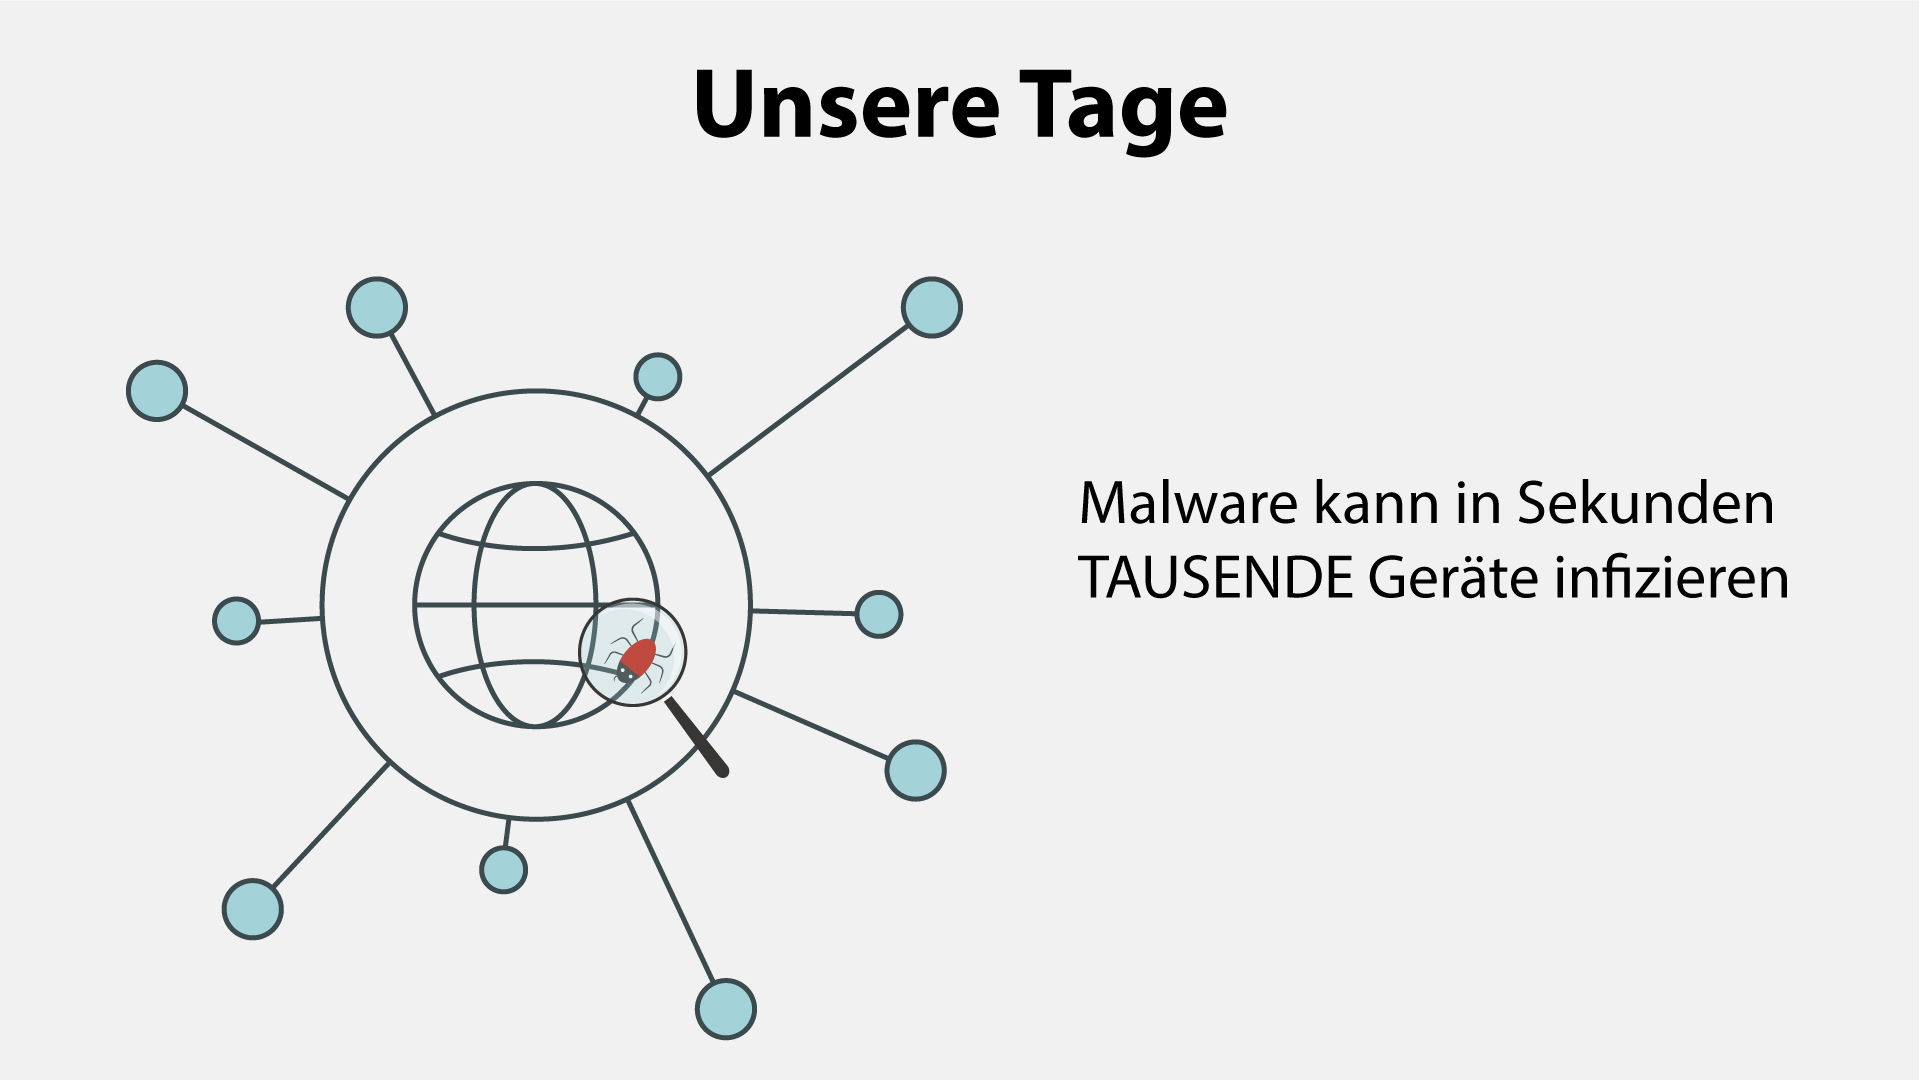 Unsere Tage
Malware kann in Sekunden
TAUSENDE Geräte infizieren